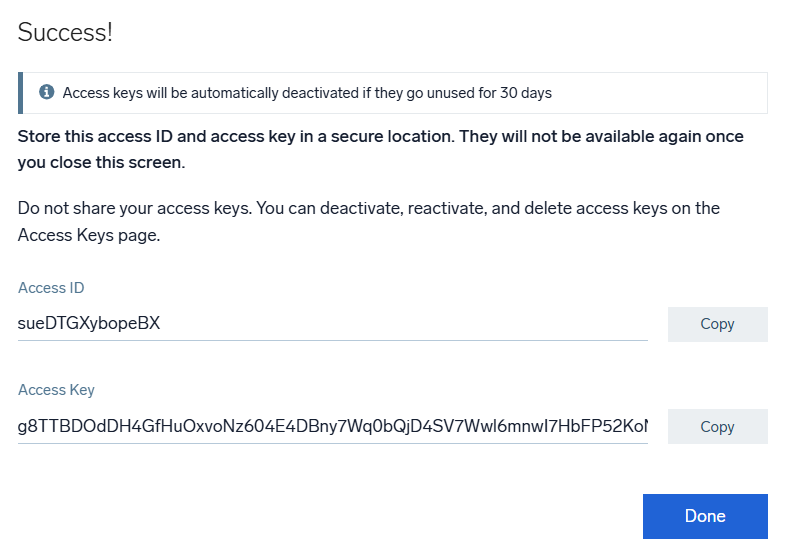 Success!
Access keys will be automatically deactivated if they go unused for 30 days
Store this access ID and access key in a secure location. They will not be available again once
you close this screen.
Do not share your access keys. You can deactivate, reactivate, and delete access keys on the
Access Keys page.
Access ID
sueDTGXybopeBX
Copy
Access Key
g8TTBDOdDH4GfHuOxvoNz604E4DBny7Wq0bQjD4SV7Wwl6mnwI7HbFP52Ko
Copy
Done